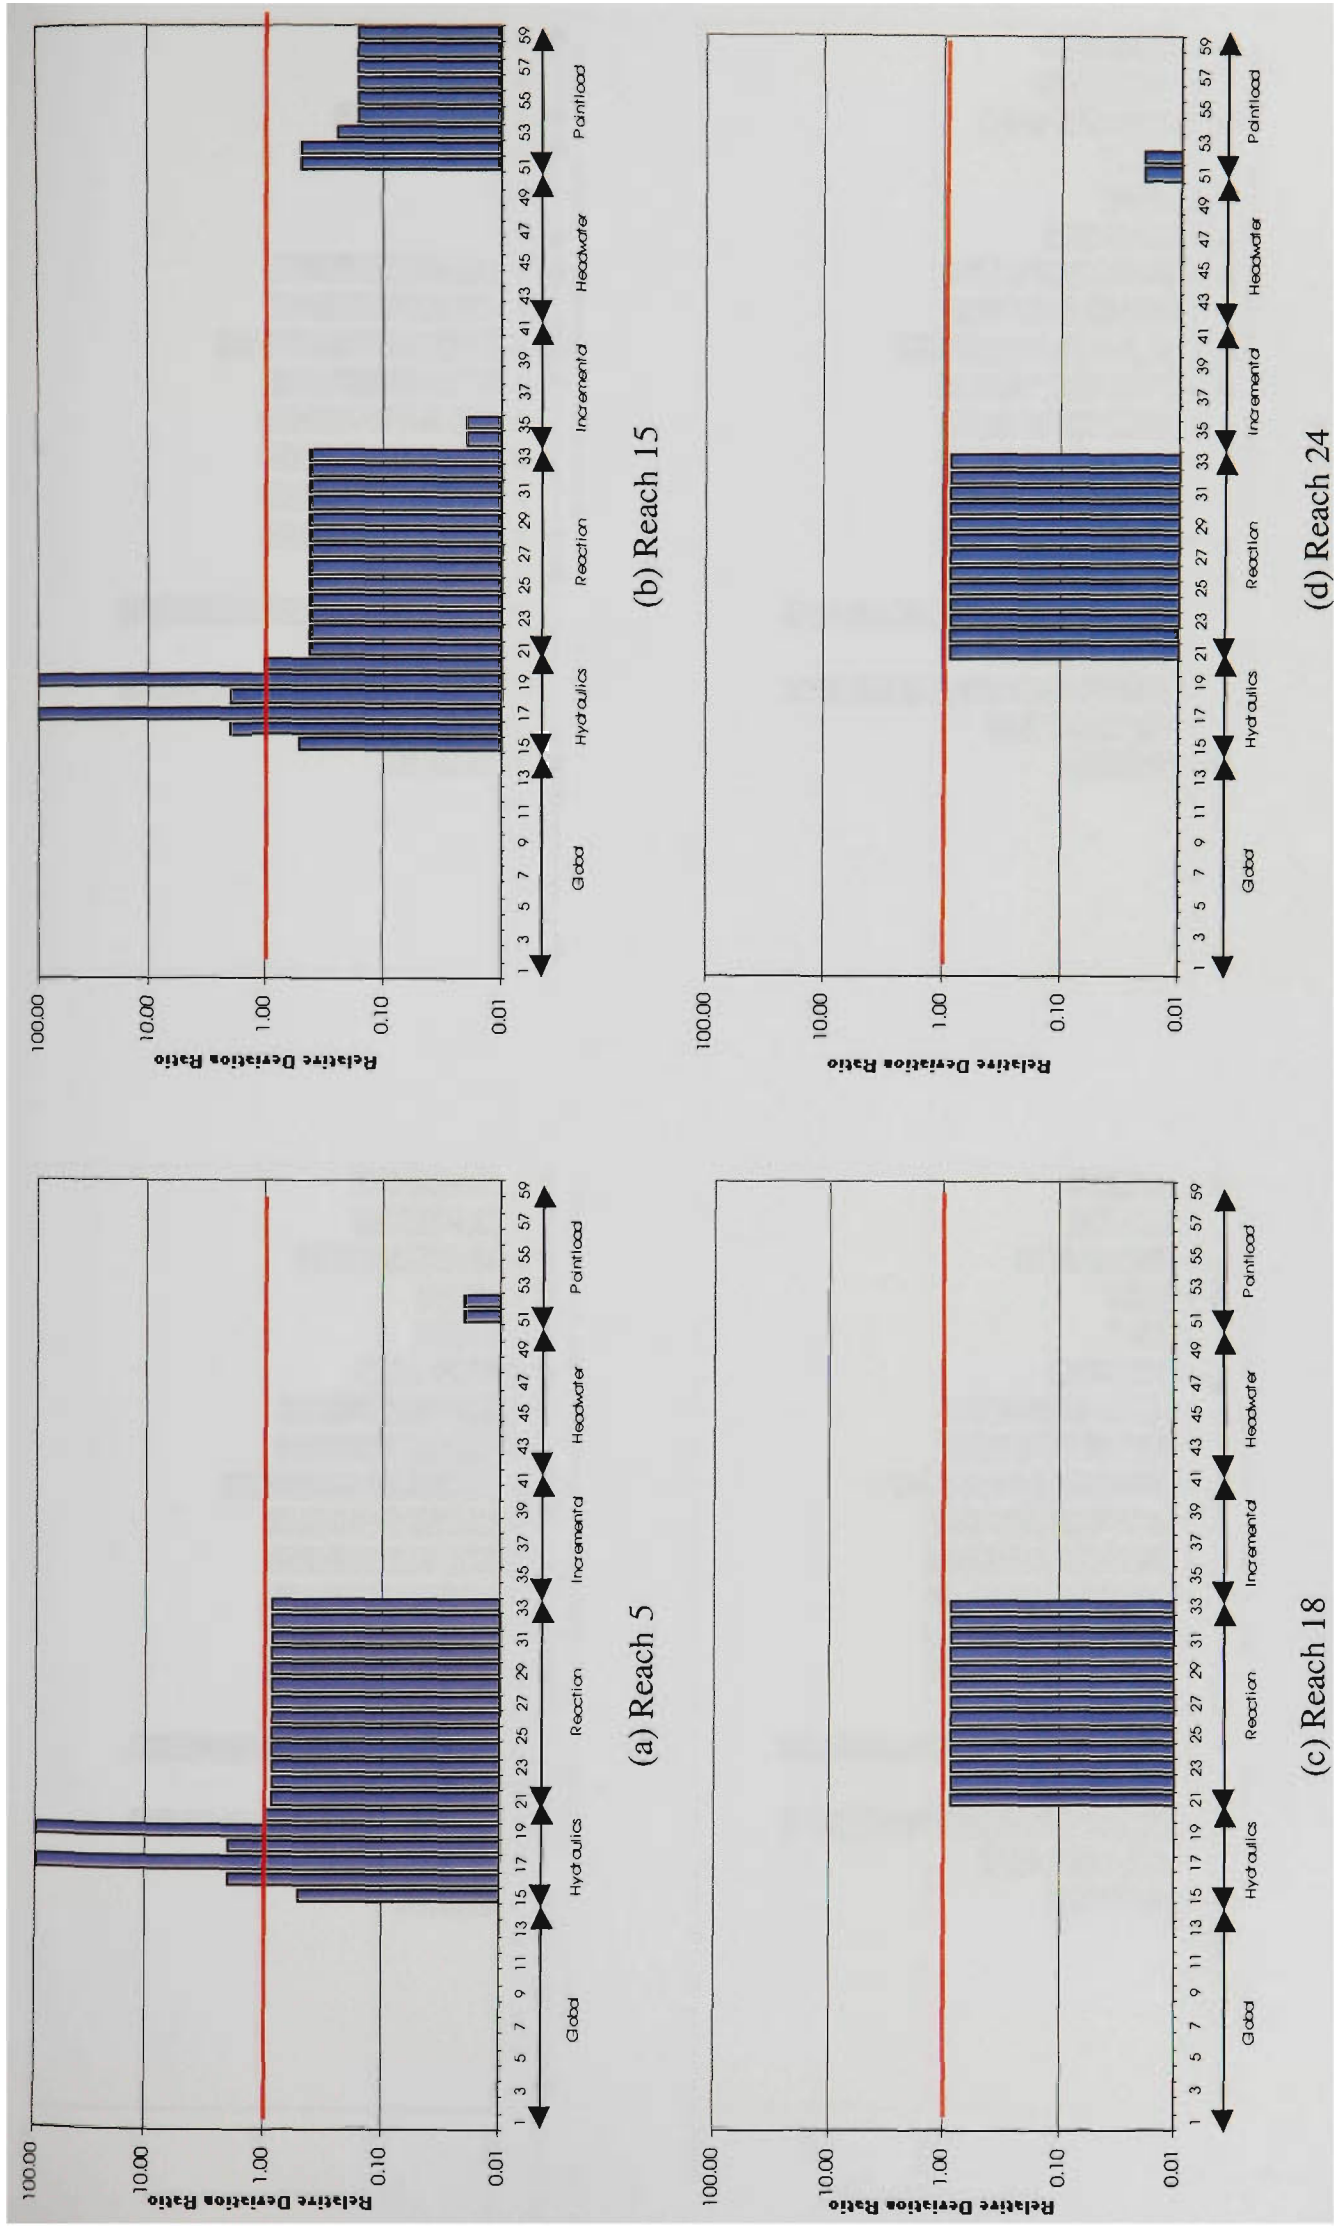 Relative Deviation Ratio
100.00
10.00
1.00
0.10
0.01
1 3 5 7 9 11 13 15 17 19 21 23 25 27 29 31 33 35 37 39 41 43 45 47 49 51 53 55 57 59
Global Hydraulics Reaction Incremental Headwater Pointload
(a) Reach 5
Relative Deviation Ratio
100.00
10.00
1.00
0.10
0.01
1 3 5 7 9 11 13 15 17 19 21 23 25 27 29 31 33 35 37 39 41 43 45 47 49 51 53 55 57 59
Global Hydraulics Reaction Incremental Headwater Pointload
(b) Reach 15
Relative Deviation Ratio
100.00
10.00
1.00
0.10
0.01
1 3 5 7 9 11 13 15 17 19 21 23 25 27 29 31 33 35 37 39 41 43 45 47 49 51 53 55 57 59
Global Hydraulics Reaction Incremental Headwater Pointload
(c) Reach 18
Relative Deviation Ratio
100.00
10.00
1.00
0.10
0.01
1 3 5 7 9 11 13 15 17 19 21 23 25 27 29 31 33 35 37 39 41 43 45 47 49 51 53 55 57 59
Global Hydraulics Reaction Incremental Headwater Pointload
(d) Reach 24